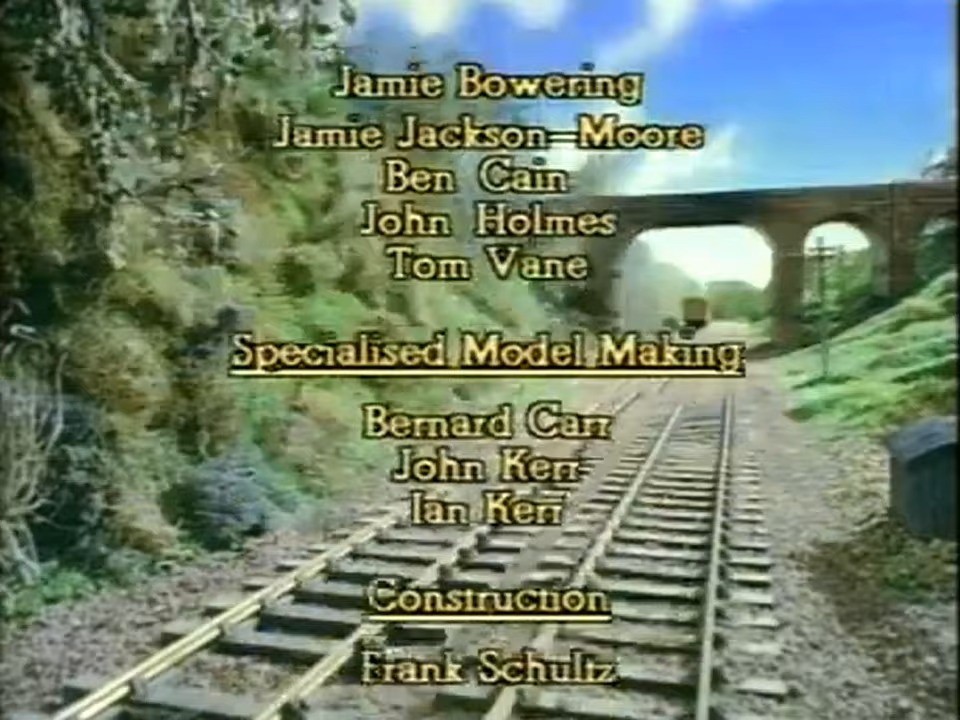 Jamie Bowering
Jamie Jackson-Moore
Ben Cain
John Holmes
Tom Vane
Specialised Model Making
Bernard Carr
John Kerr
Ian Kerr
Construction
Frank Schultz